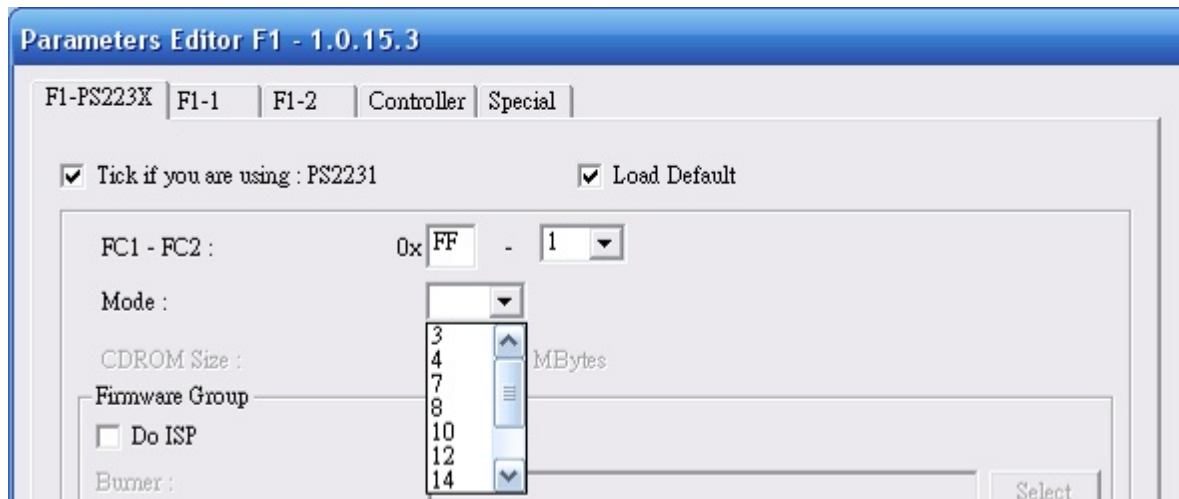 Parameters Editor F1 - 1.0.15.3
F1-PS223X F1-1 F1-2 Controller Special
Tick if you are using : PS2231 Load Default
FC1 - FC2 : 0x FF - 1
Mode :
3
CDROM Size : 4 MBytes
7
Firmware Group 8
Do ISP 10
12
Burner : 14 Select